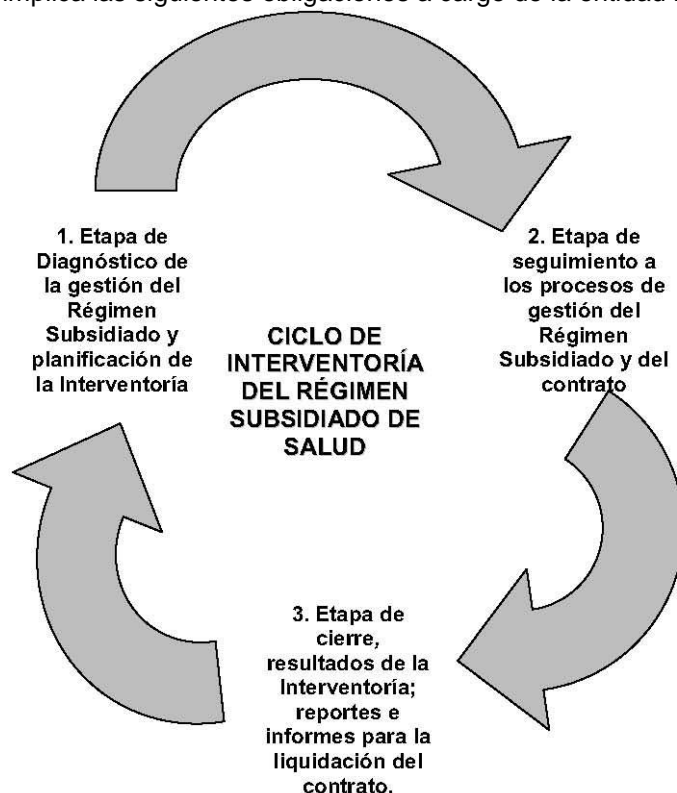 implica las siguientes obligaciones a cargo de la entidad
1. Etapa de
Diagnóstico de
la gestión del
Régimen
Subsidiado y
planificación de
la Interventoría
2. Etapa de
seguimiento a
los procesos de
gestión del
Régimen
Subsidiado y del
contrato
CICLO DE
INTERVENTORÍA
DEL RÉGIMEN
SUBSIDIADO DE
SALUD
3. Etapa de
cierre,
resultados de la
Interventoría;
reportes e
informes para la
liquidación del
contrato.